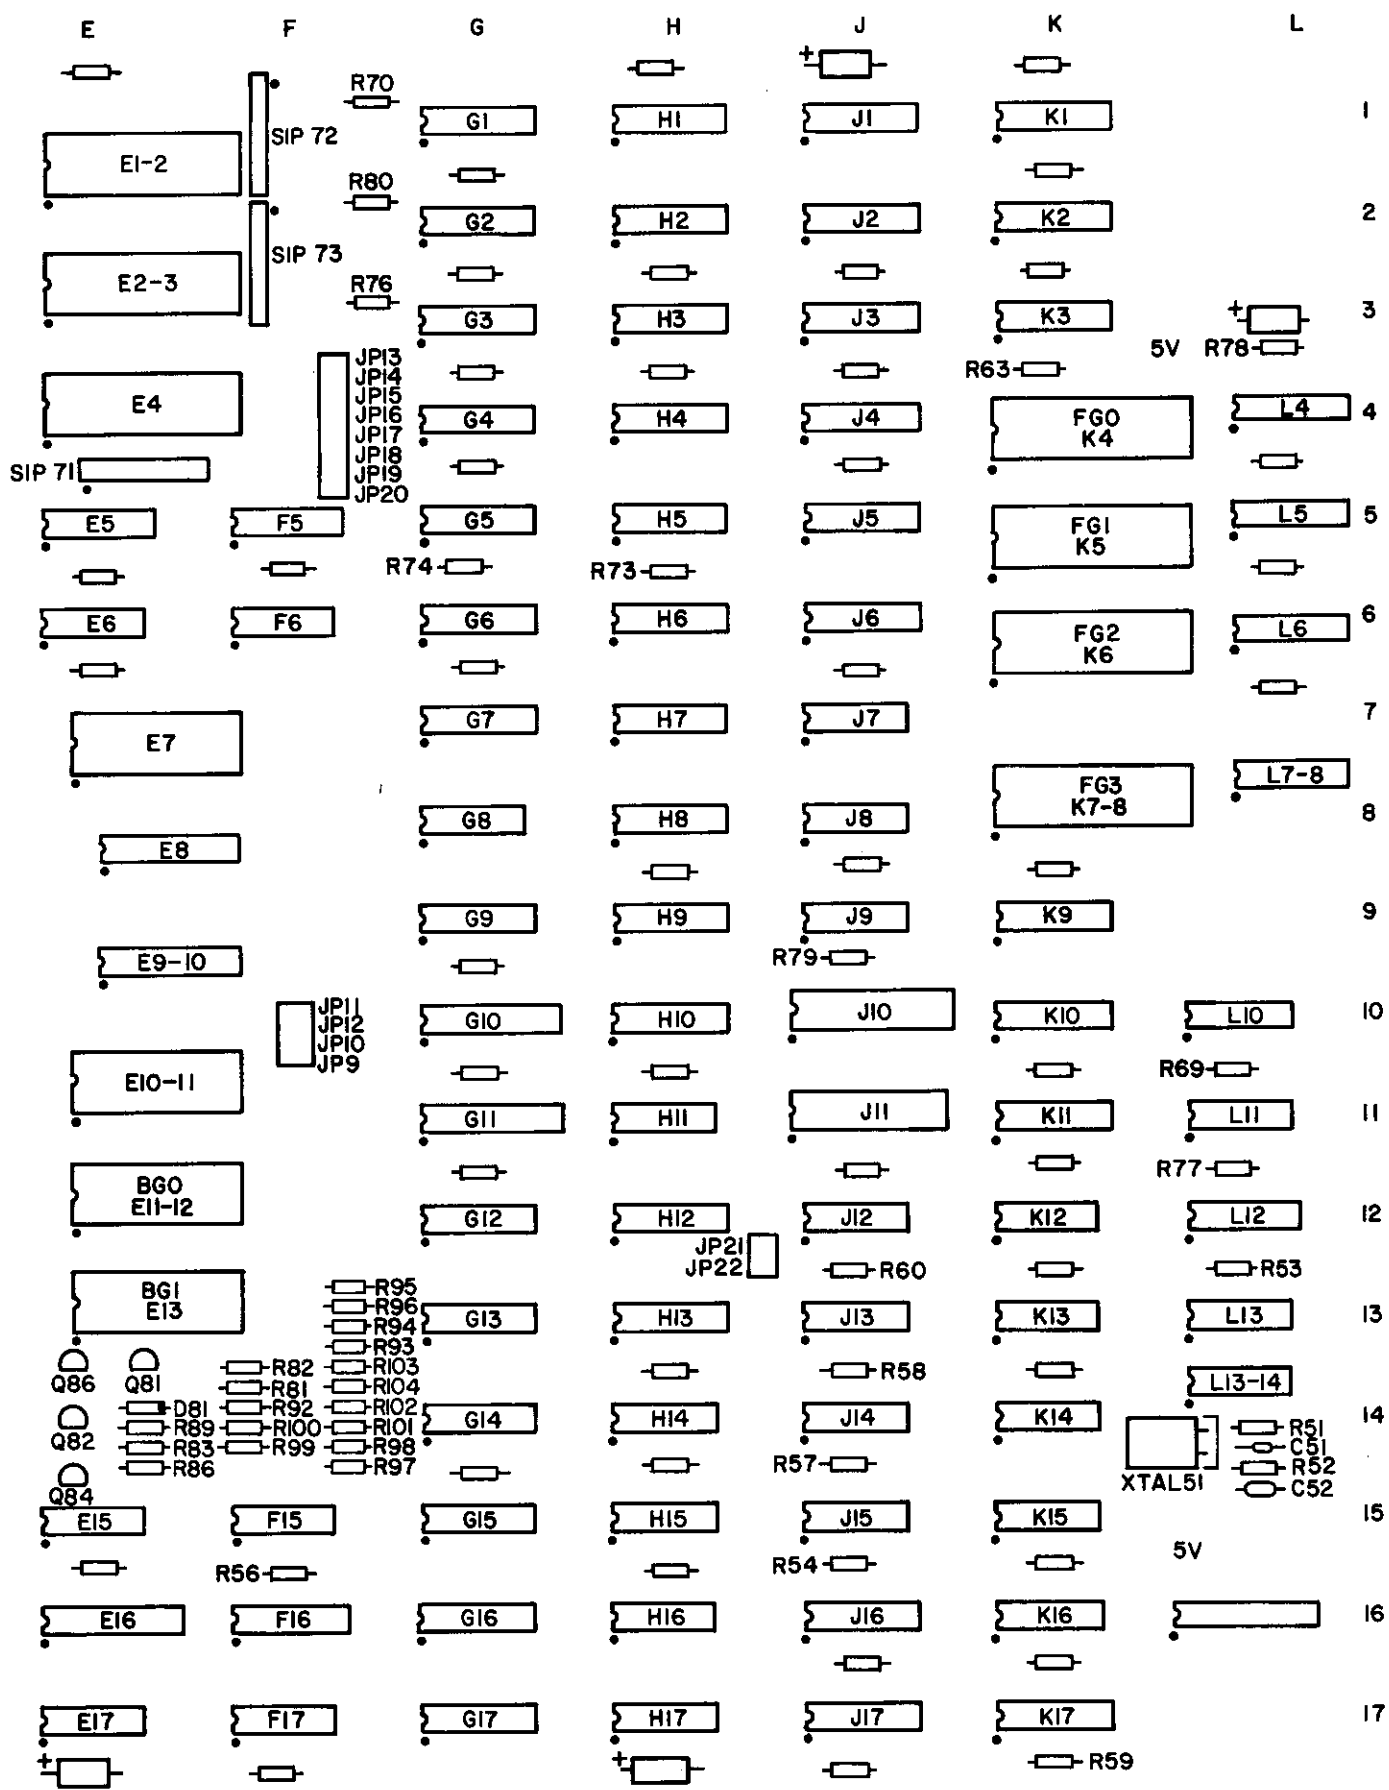 E F G H J K L
+
R70
1
G1 H1 J1 K1
SIP 72
E1-2
R80
2
G2 H2 J2 K2
SIP 73
E2-3
R76
3
G3 H3 J3 K3
+
5V R78
R63
JP13
JP14
JP15
JP16
JP17
JP18
JP19
JP20
E4
G4 H4 J4
FG0
K4
L4
4
SIP 71
E5 F5 G5 H5 J5
FG1
K5
L5
5
R74 R73
E6 F6 G6 H6 J6
FG2
K6
L6
6
E7 G7 H7 J7
7
FG3
K7-8
L7-8
G8 H8 J8
8
E8
G9 H9 J9 K9
9
R79
E9-10
JP11
JP12
JP10
JP9
G10 H10 J10 K10 L10
10
R69
E10-11
G11 H11 J11 K11 L11
11
R77
BG0
E11-12
G12 H12 J12 K12 L12
12
JP21
JP22
R60 R53
BG1
E13
R95
R96
R94
R93
G13 H13 J13 K13 L13
13
Q86 Q81
R82 R103
R81 R104
R58
L13-14
D81 R92 R102
R89 R100 R101
R83 R99 R98
R86 R97
Q82
Q84
G14 H14 J14 K14
14
R57
XTAL51
R51
C51
R52
C52
E15 F15 G15 H15 J15 K15
15
R56 R54
5V
E16 F16 G16 H16 J16 K16
16
E17 F17 G17 H17 J17 K17
17
+ +
R59